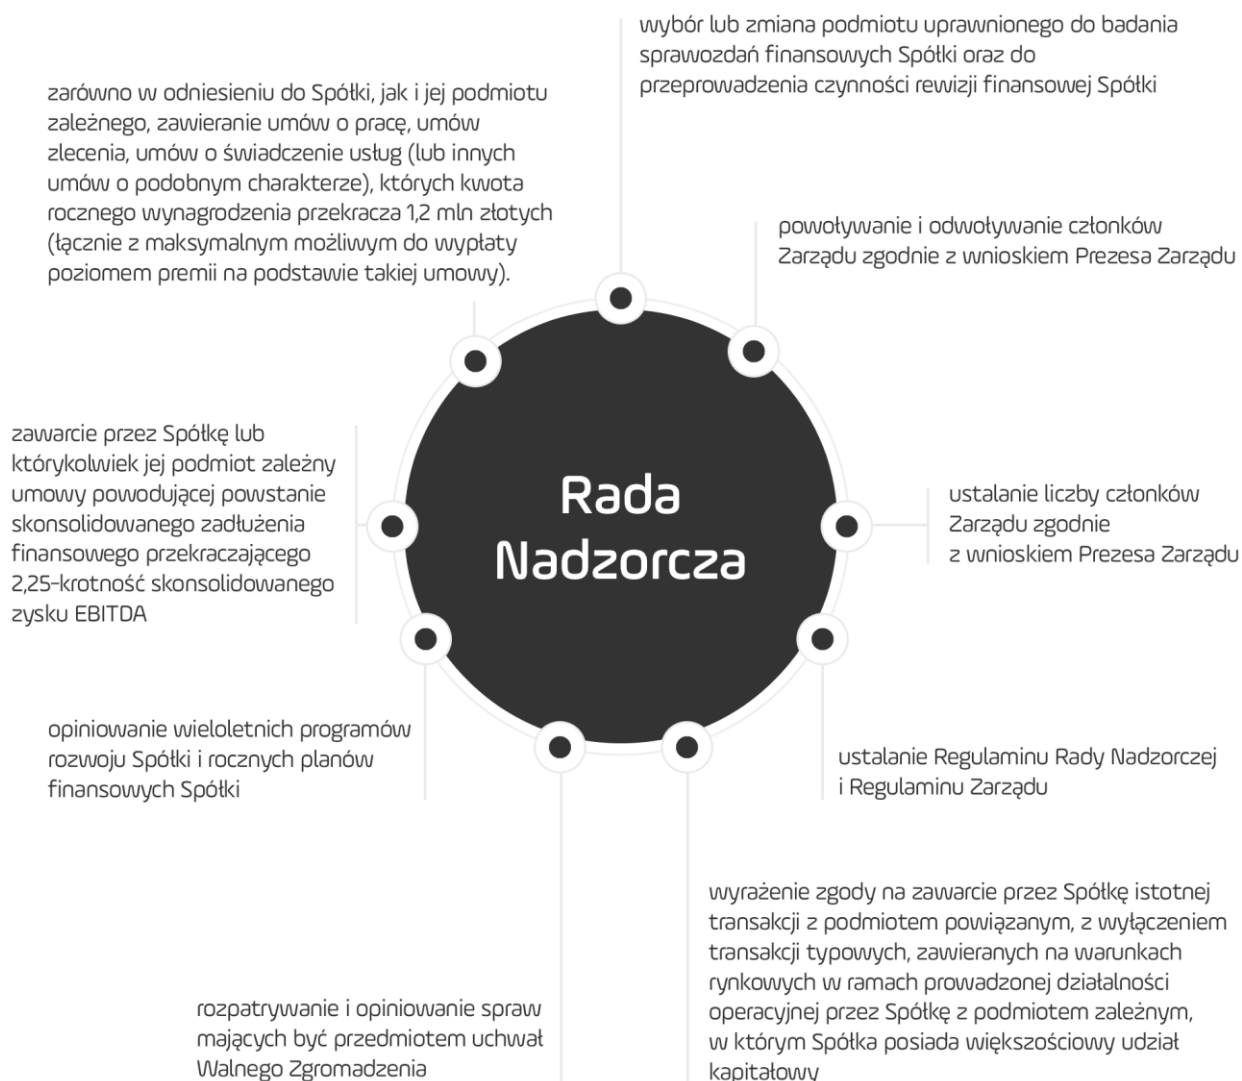 wybór lub zmiana podmiotu uprawnionego do badania
sprawozdań finansowych Spółki oraz do
przeprowadzenia czynności rewizji finansowej Spółki
zarówno w odniesieniu do Spółki, jak i jej podmiotu
zależnego, zawieranie umów o pracę, umów
zlecenia, umów o świadczenie usług (lub innych
umów o podobnym charakterze), których kwota
rocznego wynagrodzenia przekracza 1,2 mln złotych
(łącznie z maksymalnym możliwym do wypłaty
poziomem premii na podstawie takiej umowy).
powoływanie i odwoływanie członków
Zarządu zgodnie z wnioskiem Prezesa Zarządu
zawarcie przez Spółkę lub
którykolwiek jej podmiot zależny
umowy powodującej powstanie
skonsolidowanego zadłużenia
finansowego przekraczającego
2,25-krotność skonsolidowanego
zysku EBITDA
Rada
Nadzorcza
ustalanie liczby członków
Zarządu zgodnie
z wnioskiem Prezesa Zarządu
opiniowanie wieloletnich programów
rozwoju Spółki i rocznych planów
finansowych Spółki
ustalanie Regulaminu Rady Nadzorczej
i Regulaminu Zarządu
rozpatrywanie i opiniowanie spraw
mających być przedmiotem uchwał
Walnego Zgromadzenia
wyrażenie zgody na zawarcie przez Spółkę istotnej
transakcji z podmiotem powiązanym, z wyłączeniem
transakcji typowych, zawieranych na warunkach
rynkowych w ramach prowadzonej działalności
operacyjnej przez Spółkę z podmiotem zależnym,
w którym Spółka posiada większościowy udział
kapitałowy